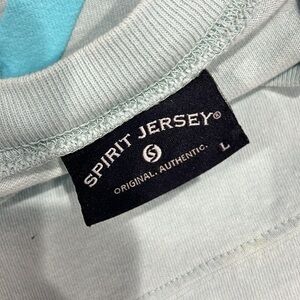 SPIRIT JERSEY®
S
ORIGINAL. AUTHENTIC.
L